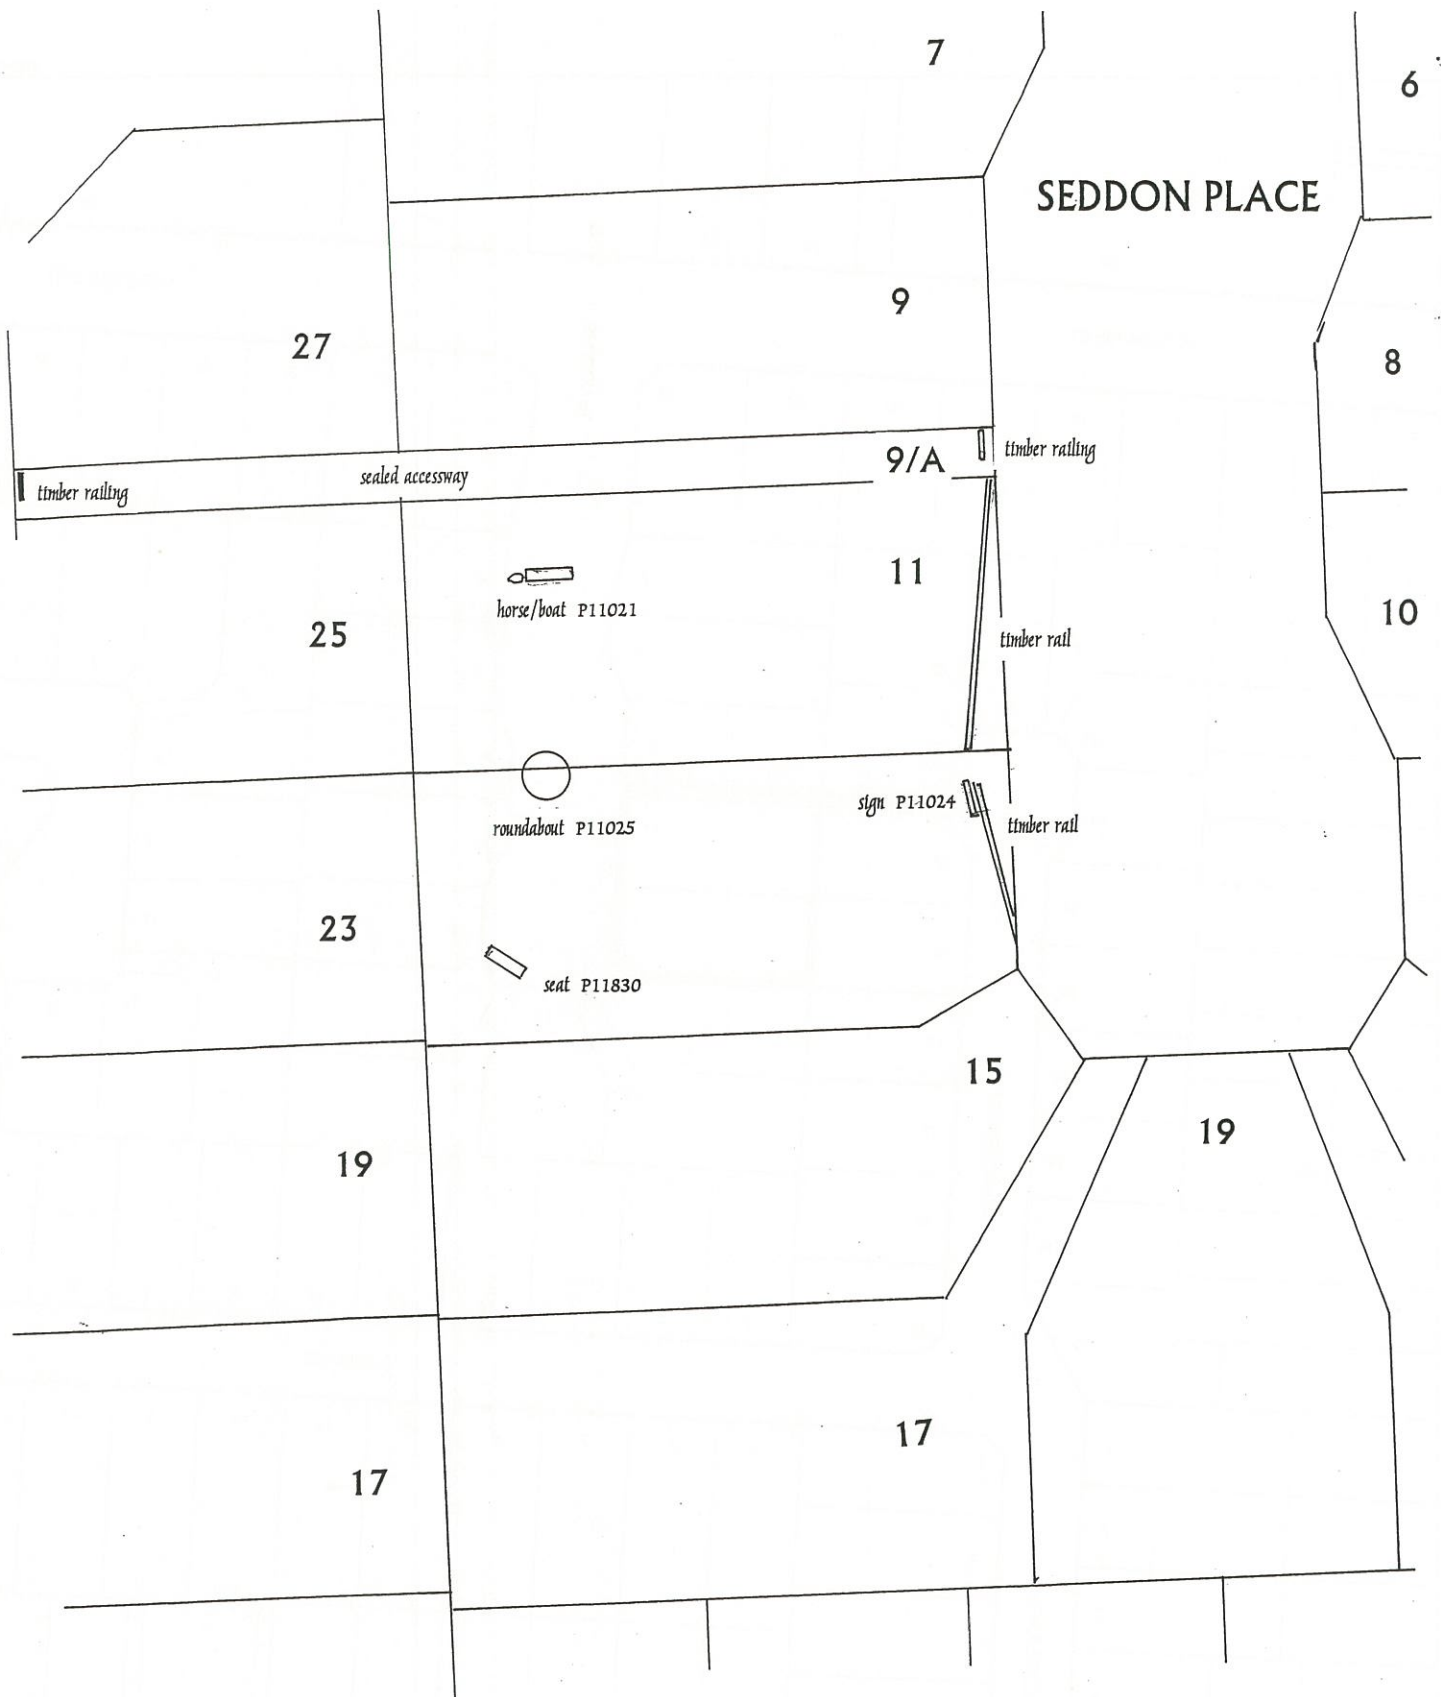 7
6
SEDDON PLACE
9
27
8
timber railing
9/A
sealed accessway
timber railing
11
horse/boat P11021
10
25
timber rail
sign P11024
timber rail
roundabout P11025
23
seat P11830
15
19
19
17
17